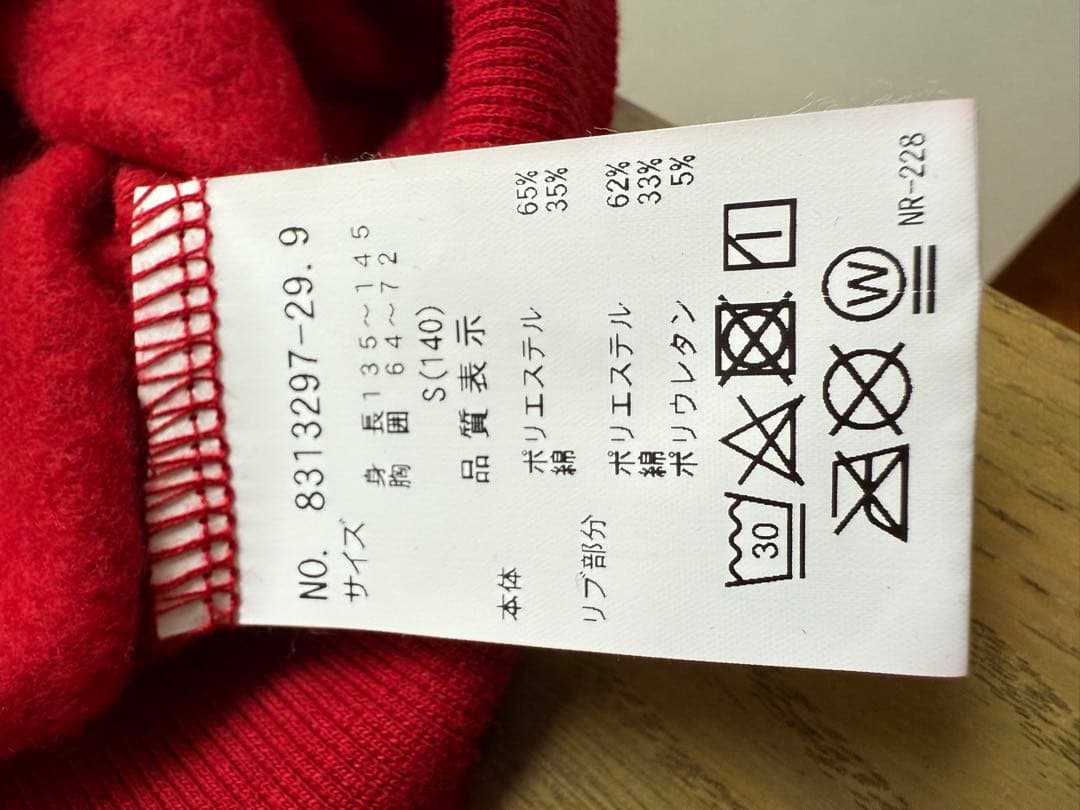 NO. 8313297-29.9
サイズ 身 長 135～145
胸 囲 64～72
S(140)
品質表示
本体 ポリエステル 65%
綿 35%
リブ部分 ポリエステル 62%
綿 33%
ポリウレタン 5%
30
W
NR-228